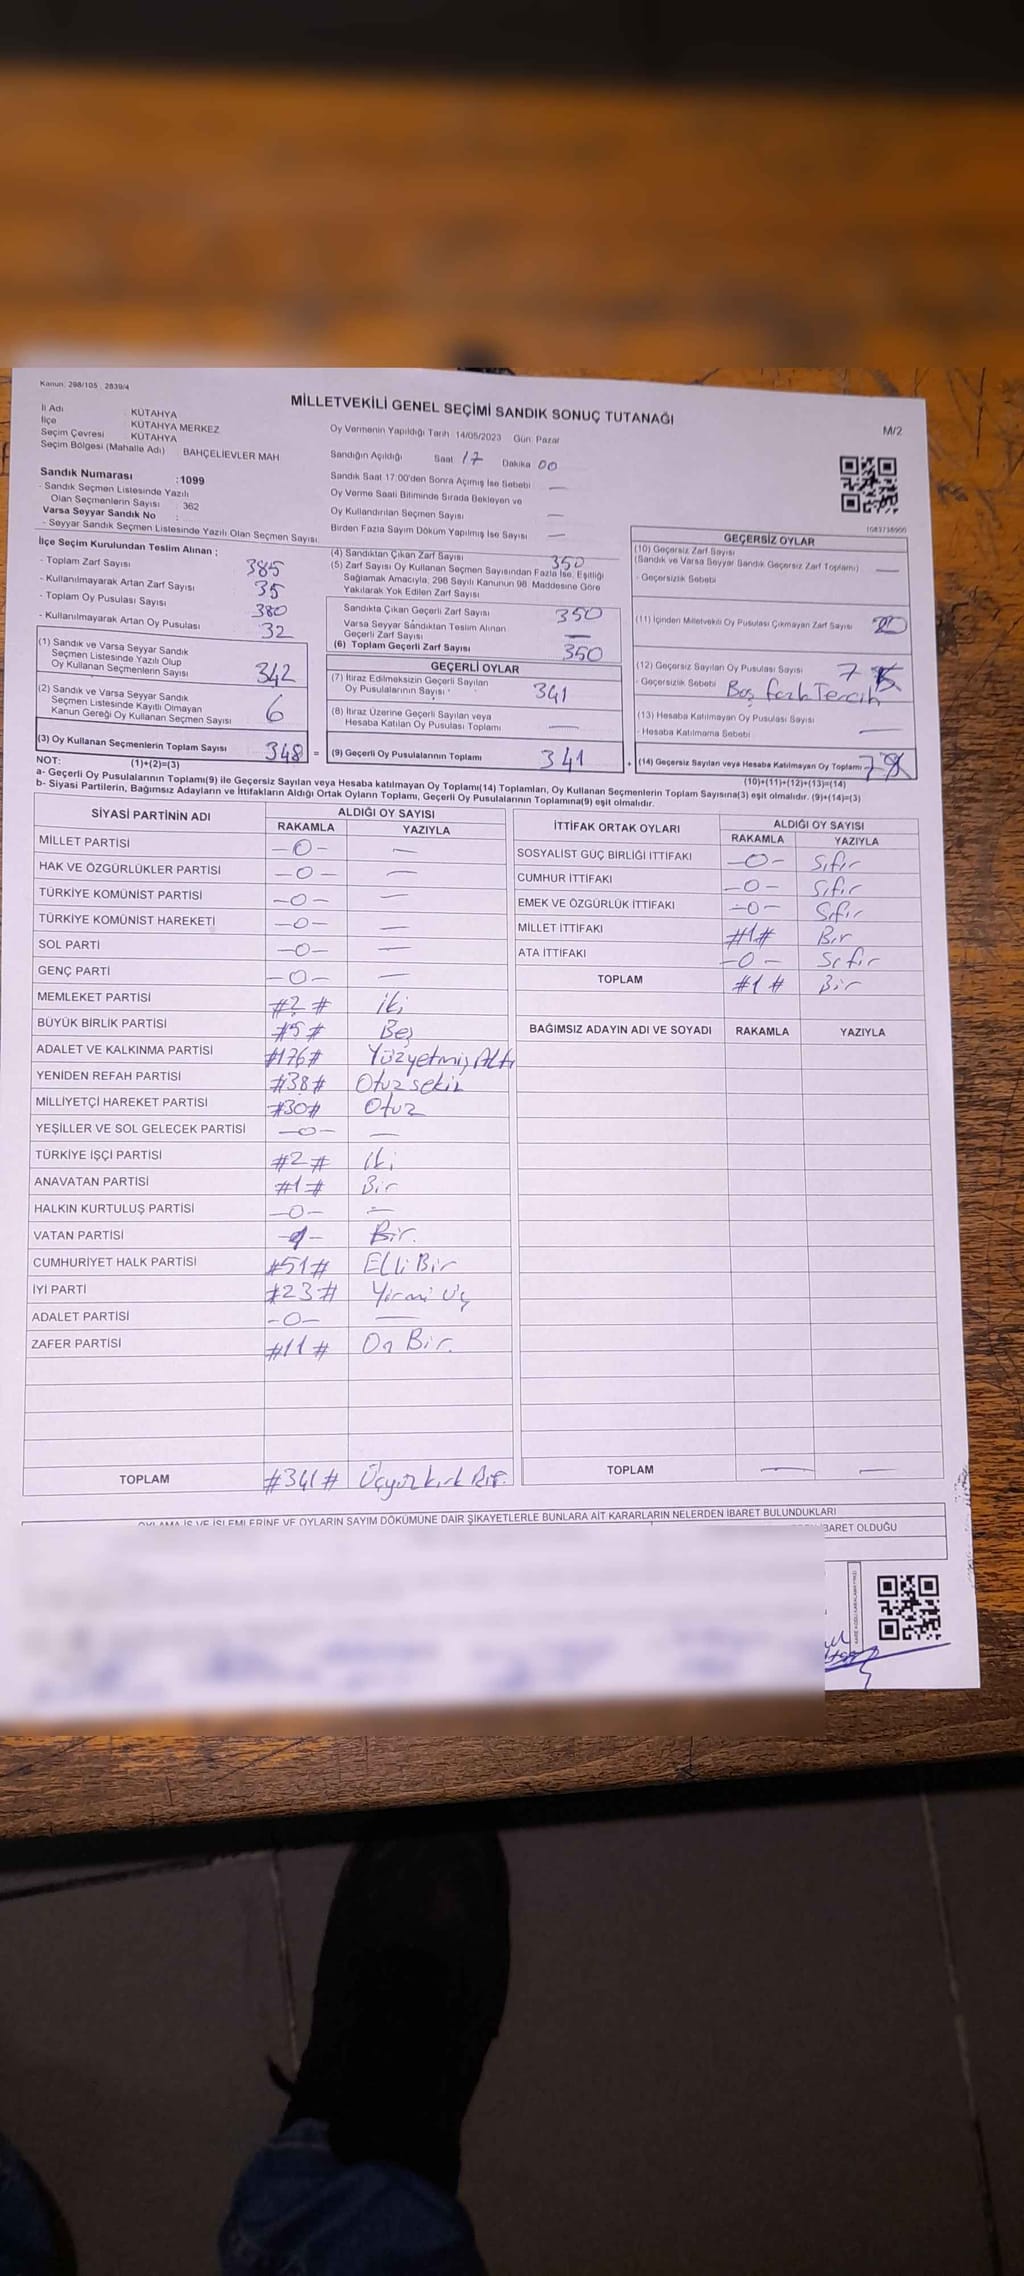 Kanun: 298/105 , 2839/4
MİLLETVEKİLİ GENEL SEÇİMİ SANDIK SONUÇ TUTANAĞI
M/2
İl Adı : KÜTAHYA
İlçe : KÜTAHYA MERKEZ
Seçim Çevresi : KÜTAHYA
Seçim Bölgesi (Mahalle Adı) : BAHÇELİEVLER MAH
Sandık Numarası : 1099
- Sandık Seçmen Listesinde Yazılı
Olan Seçmenlerin Sayısı : 362
Varsa Seyyar Sandık No :
- Seyyar Sandık Seçmen Listesinde Yazılı Olan Seçmen Sayısı :
Oy Vermenin Yapıldığı Tarih: 14/05/2023 Gün: Pazar
Sandığın Açıldığı Saat 17 Dakika 00
Sandık Saat 17:00'den Sonra Açımış İse Sebebi —
Oy Verme Saati Bitiminde Sırada Bekleyen ve
Oy Kullandırılan Seçmen Sayısı —
Birden Fazla Sayım Döküm Yapılmış İse Sayısı —
İlçe Seçim Kurulundan Teslim Alınan ;
- Toplam Zarf Sayısı 385
- Kullanılmayarak Artan Zarf Sayısı 35
- Toplam Oy Pusulası Sayısı 380
- Kullanılmayarak Artan Oy Pusulası 32
(1) Sandık ve Varsa Seyyar Sandık
Seçmen Listesinde Yazılı Olup
Oy Kullanan Seçmenlerin Sayısı 342
(2) Sandık ve Varsa Seyyar Sandık
Seçmen Listesinde Kayıtlı Olmayan
Kanun Gereği Oy Kullanan Seçmen Sayısı 6
(3) Oy Kullanan Seçmenlerin Toplam Sayısı 348 =
(4) Sandıktan Çıkan Zarf Sayısı 350
(5) Zarf Sayısı Oy Kullanan Seçmen Sayısından Fazla İse, Eşitliği
Sağlamak Amacıyla, 298 Sayılı Kanunun 98. Maddesine Göre
Yakılarak Yok Edilen Zarf Sayısı
Sandıkta Çıkan Geçerli Zarf Sayısı 350
Varsa Seyyar Sandıktan Teslim Alınan
Geçerli Zarf Sayısı —
(6) Toplam Geçerli Zarf Sayısı 350
GEÇERLİ OYLAR
(7) İtiraz Edilmeksizin Geçerli Sayılan
Oy Pusulalarının Sayısı 341
(8) İtiraz Üzerine Geçerli Sayılan veya
Hesaba Katılan Oy Pusulası Toplamı —
(9) Geçerli Oy Pusulalarının Toplamı 341 +
GEÇERSİZ OYLAR
(10) Geçersiz Zarf Sayısı
(Sandık ve Varsa Seyyar Sandık Geçersiz Zarf Toplamı) —
- Geçersizlik Sebebi
(11) İçinden Milletvekili Oy Pusulası Çıkmayan Zarf Sayısı
(12) Geçersiz Sayılan Oy Pusulası Sayısı 7
- Geçersizlik Sebebi Boş fazla Tercih
(13) Hesaba Katılmayan Oy Pusulası Sayısı
- Hesaba Katılmama Sebebi —
(14) Geçersiz Sayılan veya Hesaba Katılmayan Oy Toplamı 7
NOT: (1)+(2)=(3)
(10)+(11)+(12)+(13)=(14)
a- Geçerli Oy Pusulalarının Toplamı(9) ile Geçersiz Sayılan veya Hesaba katılmayan Oy Toplamı(14) Toplamları, Oy Kullanan Seçmenlerin Toplam Sayısına(3) eşit olmalıdır. (9)+(14)=(3)
b- Siyasi Partilerin, Bağımsız Adayların ve İttifakların Aldığı Ortak Oyların Toplamı, Geçerli Oy Pusulalarının Toplamına(9) eşit olmalıdır.
SİYASİ PARTİNİN ADI ALDIĞI OY SAYISI
RAKAMLA YAZIYLA
MİLLET PARTİSİ -0- —
HAK VE ÖZGÜRLÜKLER PARTİSİ -0- —
TÜRKİYE KOMÜNİST PARTİSİ -0- —
TÜRKİYE KOMÜNİST HAREKETİ -0- —
SOL PARTİ -0- —
GENÇ PARTİ -0- —
MEMLEKET PARTİSİ #2# İki
BÜYÜK BİRLİK PARTİSİ #5# Beş
ADALET VE KALKINMA PARTİSİ #176# Yüzyetmiş Altı
YENİDEN REFAH PARTİSİ #38# Otuz sekiz
MİLLİYETÇİ HAREKET PARTİSİ #30# Otuz
YEŞİLLER VE SOL GELECEK PARTİSİ -0- —
TÜRKİYE İŞÇİ PARTİSİ #2# İki
ANAVATAN PARTİSİ #1# Bir
HALKIN KURTULUŞ PARTİSİ -0- —
VATAN PARTİSİ -1- Bir.
CUMHURİYET HALK PARTİSİ #51# Elli Bir
İYİ PARTİ #23# Yirmi Üç
ADALET PARTİSİ -0- —
ZAFER PARTİSİ #11# On Bir.
TOPLAM #341# Üçyüz kırk Bir.
İTTİFAK ORTAK OYLARI ALDIĞI OY SAYISI
RAKAMLA YAZIYLA
SOSYALİST GÜÇ BİRLİĞİ İTTİFAKI -0- Sıfır
CUMHUR İTTİFAKI -0- Sıfır
EMEK VE ÖZGÜRLÜK İTTİFAKI -0- Sıfır
MİLLET İTTİFAKI #1# Bir
ATA İTTİFAKI -0- Sıfır
TOPLAM #1# Bir
BAĞIMSIZ ADAYIN ADI VE SOYADI RAKAMLA YAZIYLA
TOPLAM — —
OYLAMA İŞ VE İŞLEMLERİNE VE OYLARIN SAYIM DÖKÜMÜNE DAİR ŞİKAYETLERLE BUNLARA AİT KARARLARIN NELERDEN İBARET BULUNDUKLARI
İBARET OLDUĞU